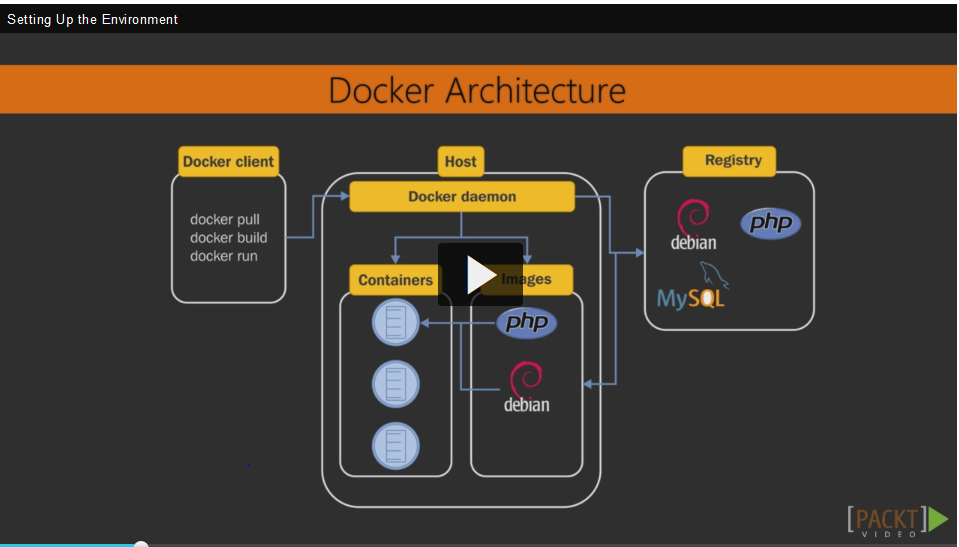 Setting Up the Environment
Docker Architecture
Docker client
docker pull
docker build
docker run
Host
Docker daemon
Containers
Images
php
debian
Registry
debian
php
MySQL
[PACKT]
VIDEO